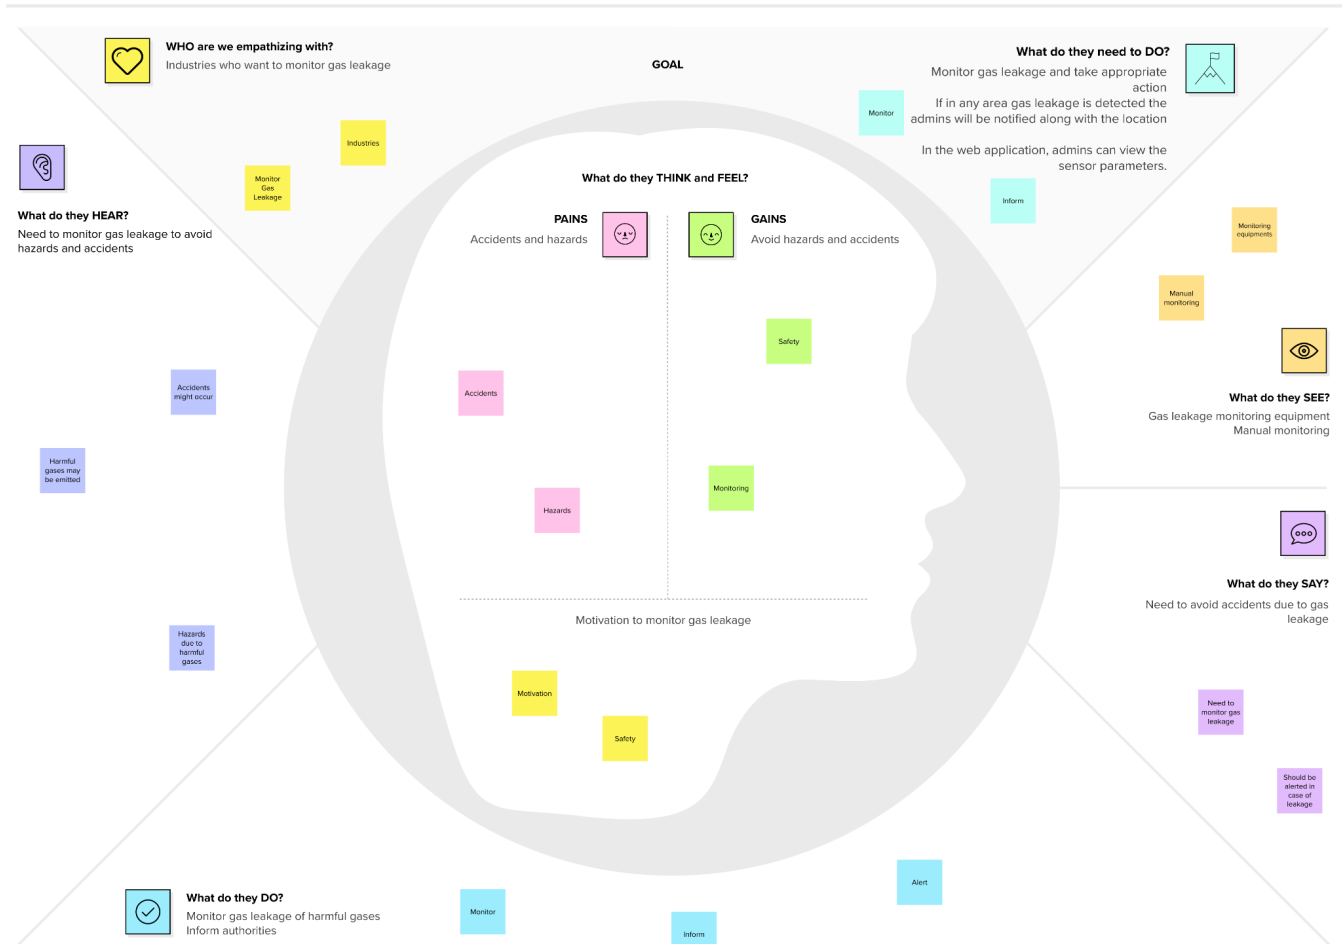 WHO are we empathizing with?
Industries who want to monitor gas leakage
Industries
Monitor
Gas
Leakage
GOAL
What do they need to DO?
Monitor gas leakage and take appropriate
action
If in any area gas leakage is detected the
admins will be notified along with the location
In the web application, admins can view the
sensor parameters.
Monitor
Inform
What do they HEAR?
Need to monitor gas leakage to avoid
hazards and accidents
Accidents
might occur
Harmful
gases may
be emitted
Hazards
due to
harmful
gases
What do they THINK and FEEL?
PAINS
Accidents and hazards
Accidents
Hazards
GAINS
Avoid hazards and accidents
Safety
Monitoring
Motivation to monitor gas leakage
Motivation
Safety
Monitoring
equipments
Manual
monitoring
What do they SEE?
Gas leakage monitoring equipment
Manual monitoring
What do they SAY?
Need to avoid accidents due to gas
leakage
Need to
monitor gas
leakage
Should be
alerted in
case of
leakage
What do they DO?
Monitor gas leakage of harmful gases
Inform authorities
Monitor
Inform
Alert